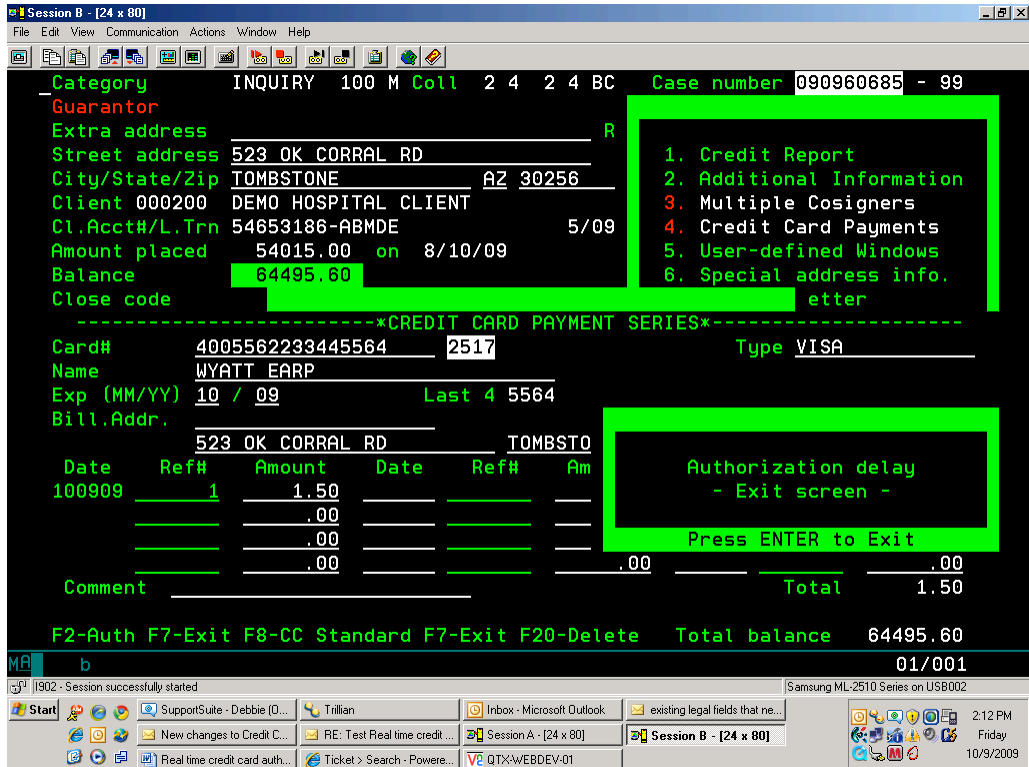 Session B - [24 x 80]
File Edit View Communication Actions Window Help
Category INQUIRY 100 M Coll 2 4 2 4 BC Case number 090960685 - 99
Guarantor
Extra address R
Street address 523 OK CORRAL RD 1. Credit Report
City/State/Zip TOMBSTONE AZ 30256 2. Additional Information
Client 000200 DEMO HOSPITAL CLIENT 3. Multiple Cosigners
Cl.Acct#/L.Trn 54653186-ABMDE 5/09 4. Credit Card Payments
Amount placed 54015.00 on 8/10/09 5. User-defined Windows
Balance 64495.60 6. Special address info.
Close code etter
------------------------*CREDIT CARD PAYMENT SERIES*---------------------
Card# 4005562233445564 2517 Type VISA
Name WYATT EARP
Exp (MM/YY) 10 / 09 Last 4 5564
Bill.Addr.
523 OK CORRAL RD TOMBSTO
Date Ref# Amount Date Ref# Am Authorization delay
100909 1 1.50 - Exit screen -
.00
.00 Press ENTER to Exit
.00 .00 .00
Comment Total 1.50
F2-Auth F7-Exit F8-CC Standard F7-Exit F20-Delete Total balance 64495.60
MA b 01/001
I902 - Session successfully started Samsung ML-2510 Series on USB002
Start SupportSuite - Debbie (O... Trillian Inbox - Microsoft Outlook existing legal fields that ne... 2:12 PM
New changes to Credit C... RE: Test Real time credit ... Session A - [24 x 80] Session B - [24 x 80] Friday
Real time credit card auth... Ticket > Search - Powere... QTX-WEBDEV-01 10/9/2009